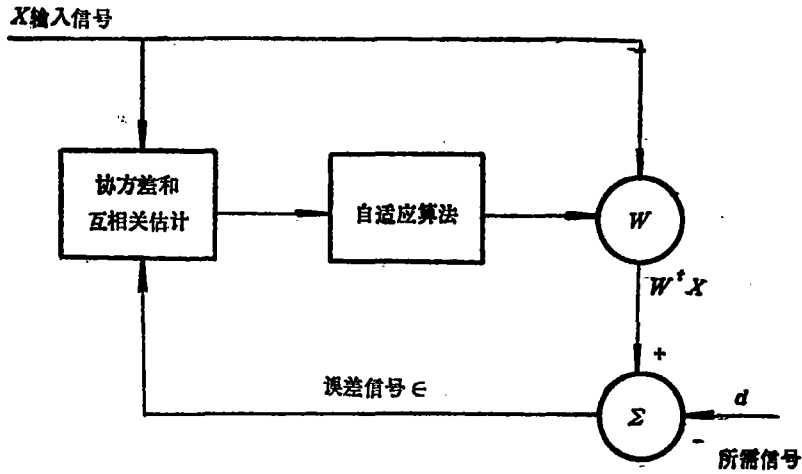 X输入信号
协方差和
互相关估计
自适应算法
W
W† X
+
误差信号∈
Σ
d
-
所需信号